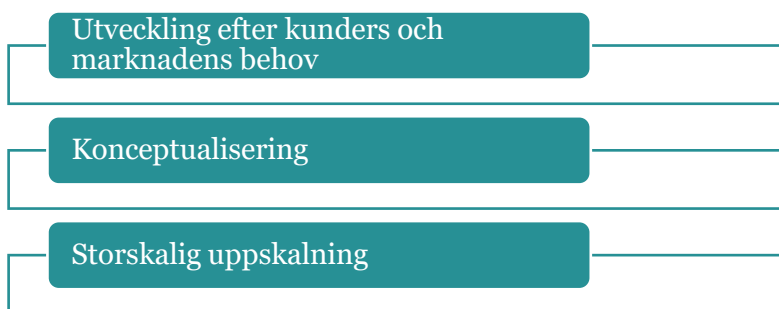 Utveckling efter kunders och
marknadens behov
Konceptualisering
Storskalig uppskalning